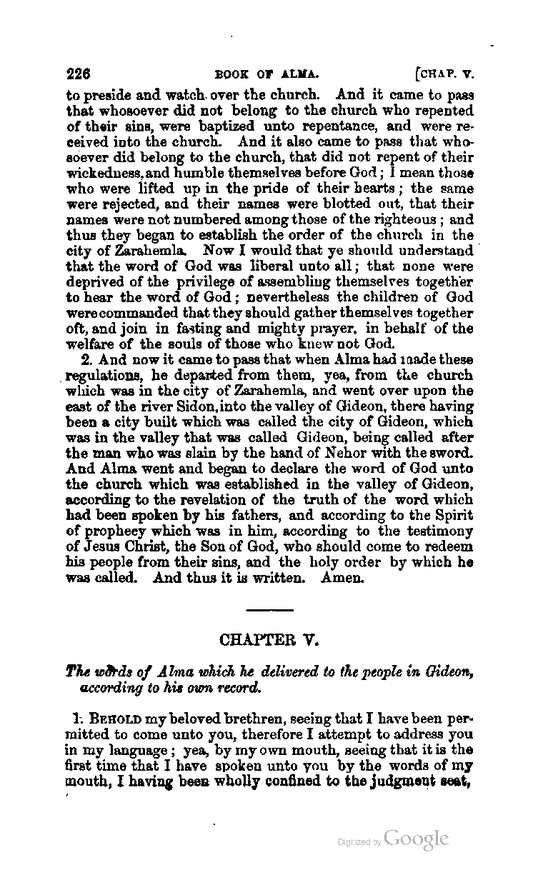 226 BOOK OF ALMA. [CHAP. V.
to preside and watch over the church. And it came to pass
that whosoever did not belong to the church who repented
of their sins, were baptized unto repentance, and were re-
ceived into the church. And it also came to pass that who-
soever did belong to the church, that did not repent of their
wickedness, and humble themselves before God; I mean those
who were lifted up in the pride of their hearts; the same
were rejected, and their names were blotted out, that their
names were not numbered among those of the righteous; and
thus they began to establish the order of the church in the
city of Zarahemla. Now I would that ye should understand
that the word of God was liberal unto all; that none were
deprived of the privilege of assembling themselves together
to hear the word of God; nevertheless the children of God
were commanded that they should gather themselves together
oft, and join in fasting and mighty prayer, in behalf of the
welfare of the souls of those who knew not God.
2. And now it came to pass that when Alma had made these
regulations, he departed from them, yea, from the church
which was in the city of Zarahemla, and went over upon the
east of the river Sidon, into the valley of Gideon, there having
been a city built which was called the city of Gideon, which
was in the valley that was called Gideon, being called after
the man who was slain by the hand of Nehor with the sword.
And Alma went and began to declare the word of God unto
the church which was established in the valley of Gideon,
according to the revelation of the truth of the word which
had been spoken by his fathers, and according to the Spirit
of prophecy which was in him, according to the testimony
of Jesus Christ, the Son of God, who should come to redeem
his people from their sins, and the holy order by which he
was called. And thus it is written. Amen.
CHAPTER V.
The words of Alma which he delivered to the people in Gideon,
according to his own record.
1. BEHOLD my beloved brethren, seeing that I have been per-
mitted to come unto you, therefore I attempt to address you
in my language; yea, by my own mouth, seeing that it is the
first time that I have spoken unto you by the words of my
mouth, I having been wholly confined to the judgment seat,
Digitized by Google